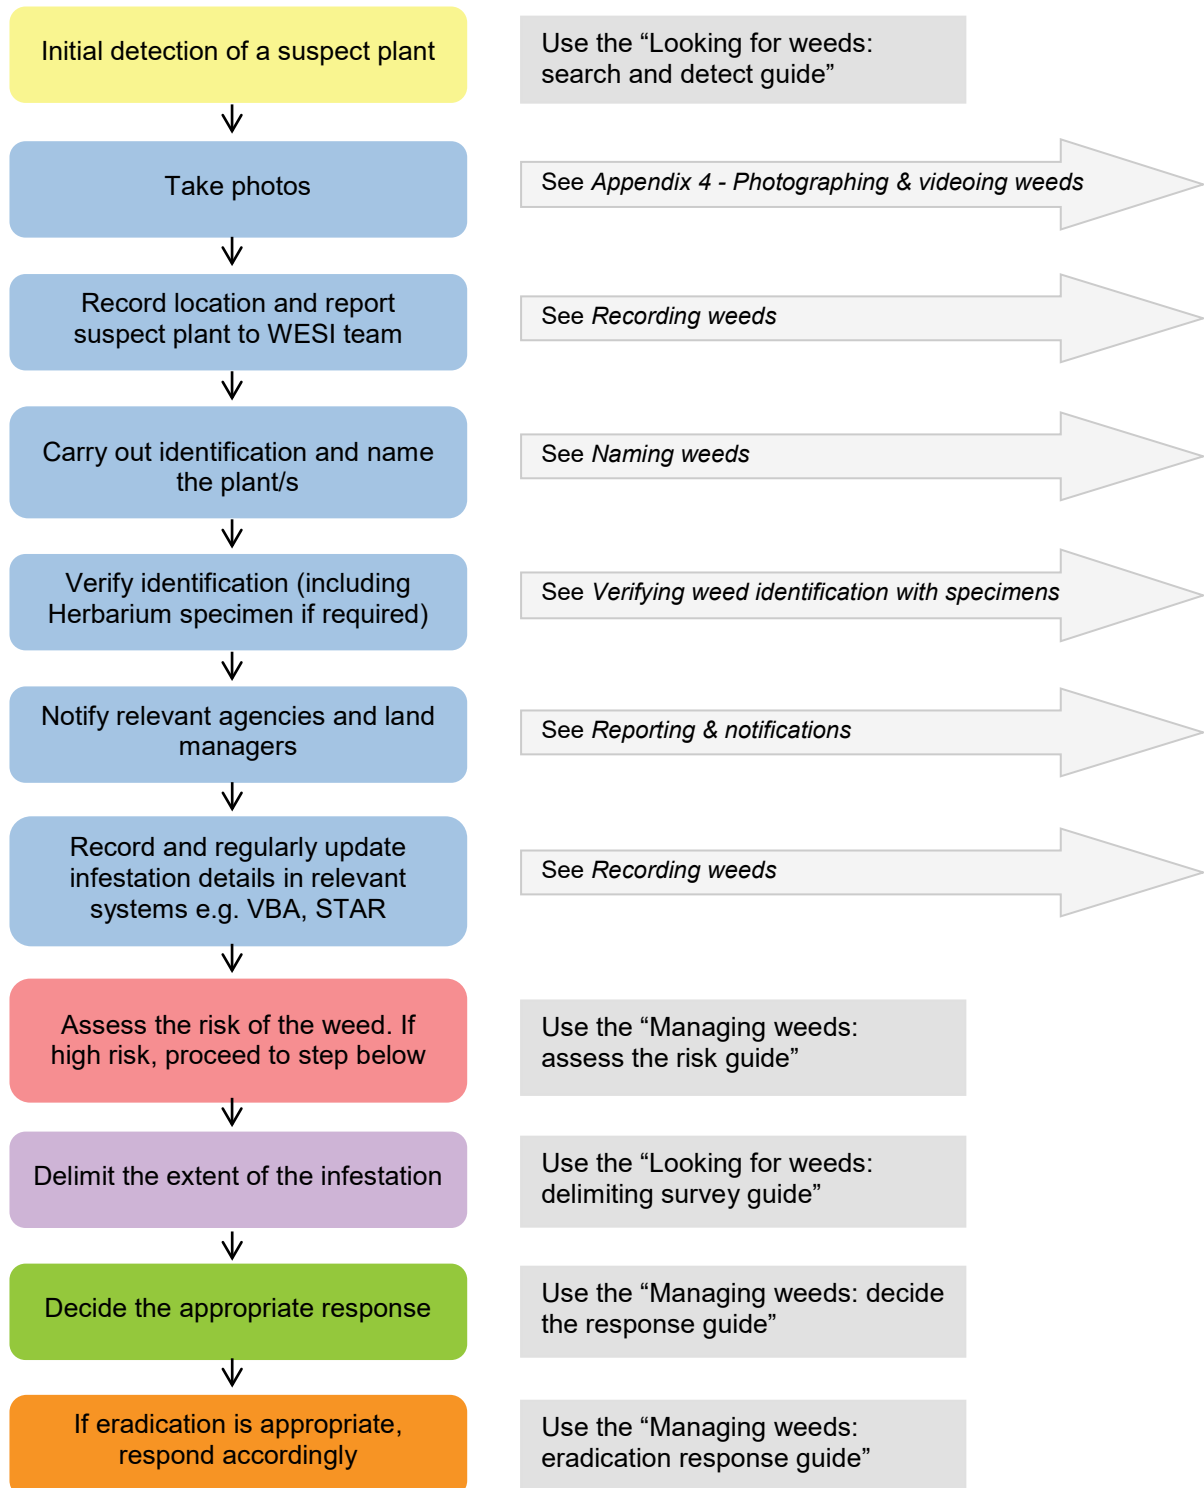 Initial detection of a suspect plant
Use the “Looking for weeds:
search and detect guide”
Take photos
See Appendix 4 - Photographing & videoing weeds
Record location and report
suspect plant to WESI team
See Recording weeds
Carry out identification and name
the plant/s
See Naming weeds
Verify identification (including
Herbarium specimen if required)
See Verifying weed identification with specimens
Notify relevant agencies and land
managers
See Reporting & notifications
Record and regularly update
infestation details in relevant
systems e.g. VBA, STAR
See Recording weeds
Assess the risk of the weed. If
high risk, proceed to step below
Use the “Managing weeds:
assess the risk guide”
Delimit the extent of the infestation
Use the “Looking for weeds:
delimiting survey guide”
Decide the appropriate response
Use the “Managing weeds: decide
the response guide”
If eradication is appropriate,
respond accordingly
Use the “Managing weeds:
eradication response guide”